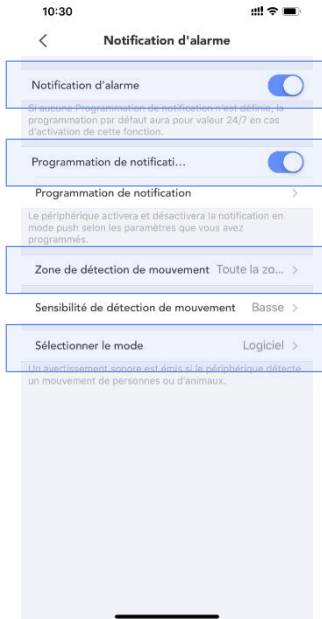 10:30
Notification d'alarme
Notification d'alarme
Si aucune Programmation de notification n'est définie, la
programmation par défaut aura pour valeur 24/7 en cas
d'activation de cette fonction.
Programmation de notificati...
Programmation de notification
Le périphérique activera et désactivera la notification en
mode push selon les paramètres que vous avez
programmés.
Zone de détection de mouvement Toute la zo...
Sensibilité de détection de mouvement Basse
Sélectionner le mode Logiciel
Un avertissement sonore est émis si le périphérique détecte
un mouvement de personnes ou d'animaux.